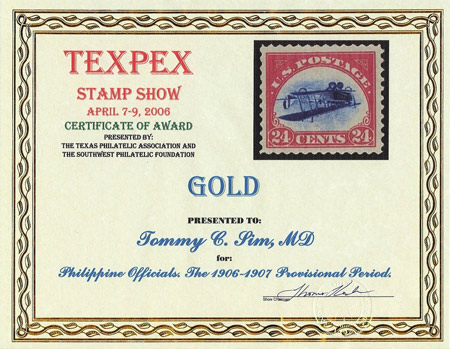 TEXPEX
STAMP SHOW
APRIL 7-9, 2006
CERTIFICATE OF AWARD
PRESENTED BY:
THE TEXAS PHILATELIC ASSOCIATION AND
THE SOUTHWEST PHILATELIC FOUNDATION
U.S. POSTAGE
24 CENTS 24
GOLD
PRESENTED TO:
Tommy C. Sim, MD
for:
Philippine Officials. The 1906-1907 Provisional Period.
Show Chairman